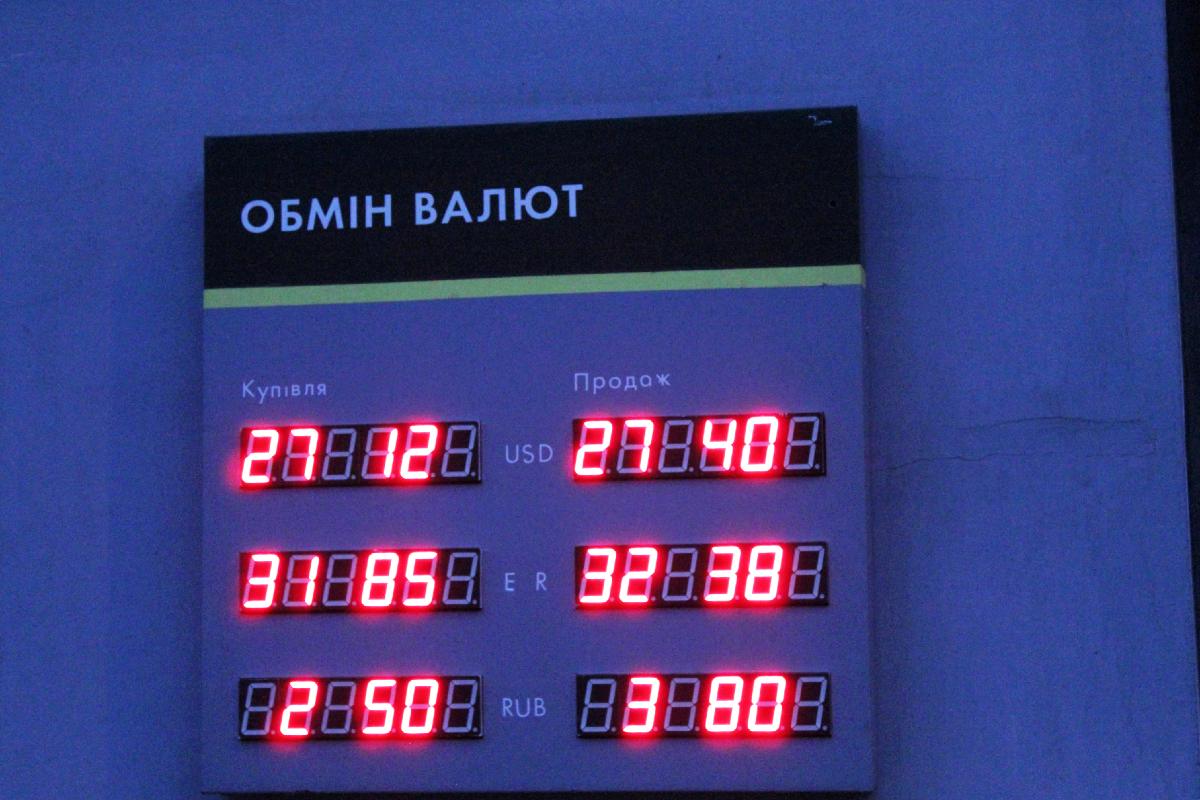 ОБМІН ВАЛЮТ
Купівля Продаж
27 12 USD 27 40
31 85 E R 32 38
2 50 RUB 3 80